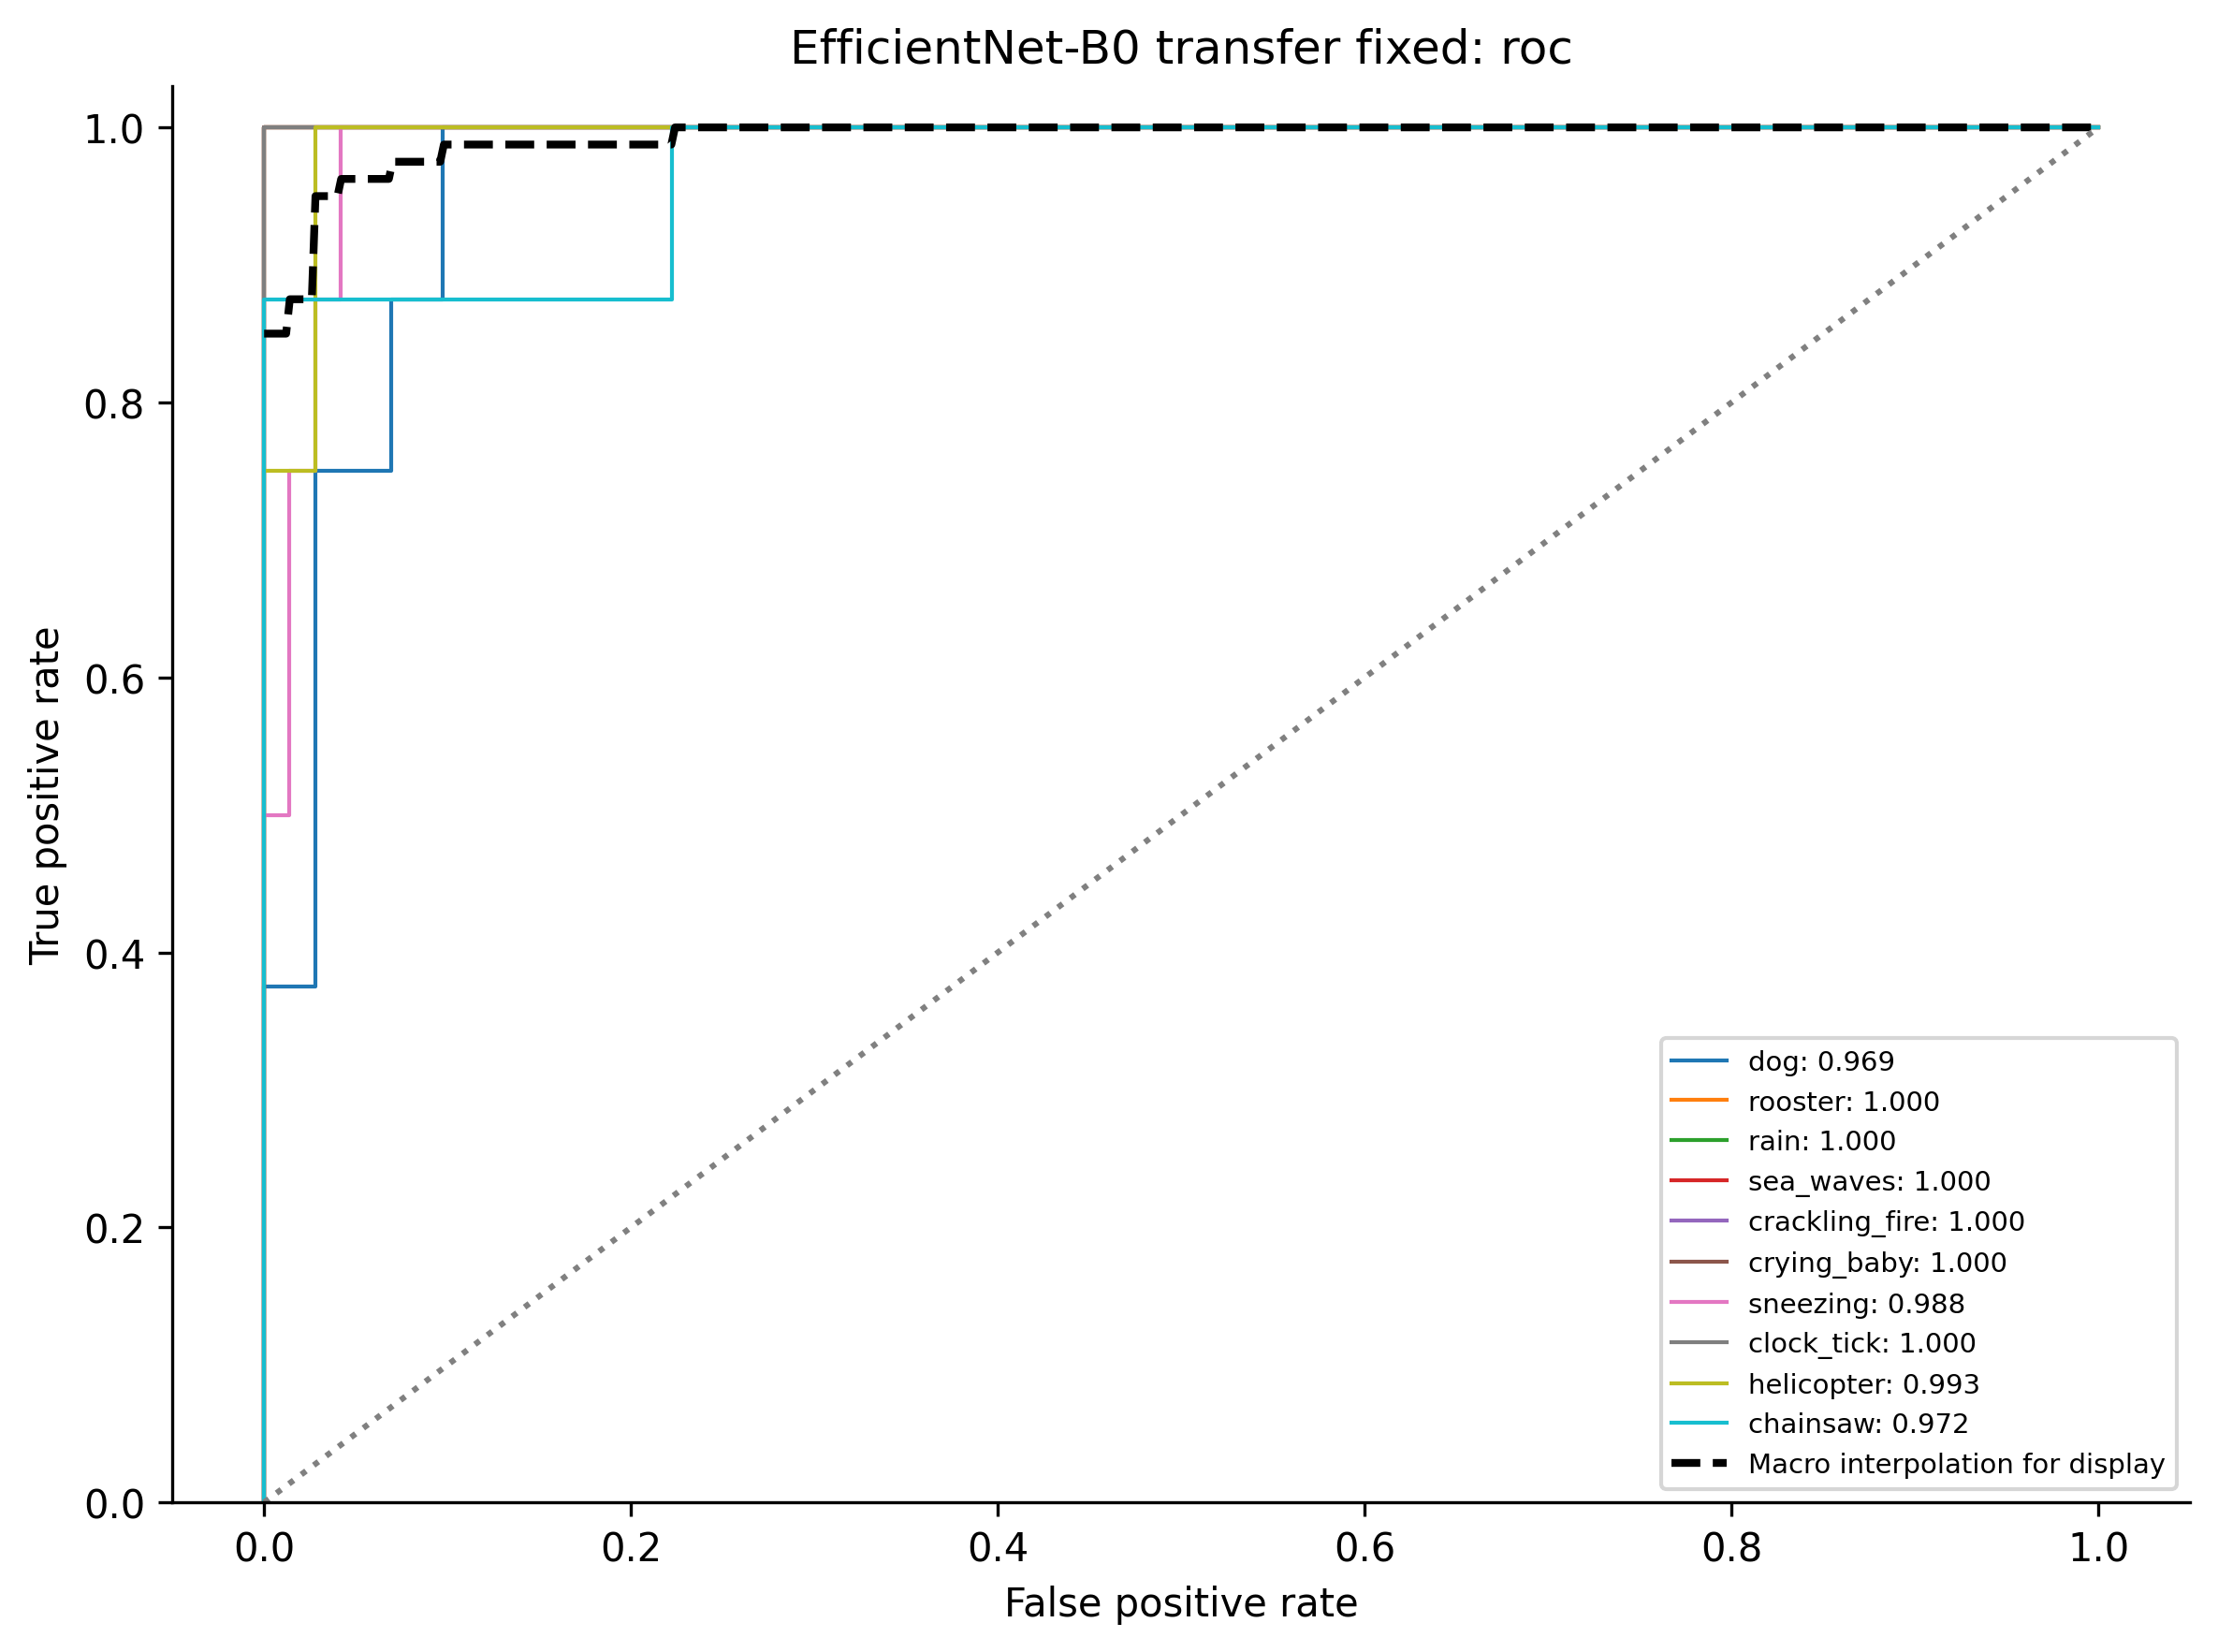 EfficientNet-B0 transfer fixed: roc
True positive rate
1.0
0.8
0.6
0.4
0.2
0.0
0.0 0.2 0.4 0.6 0.8 1.0
False positive rate
dog: 0.969
rooster: 1.000
rain: 1.000
sea_waves: 1.000
crackling_fire: 1.000
crying_baby: 1.000
sneezing: 0.988
clock_tick: 1.000
helicopter: 0.993
chainsaw: 0.972
Macro interpolation for display